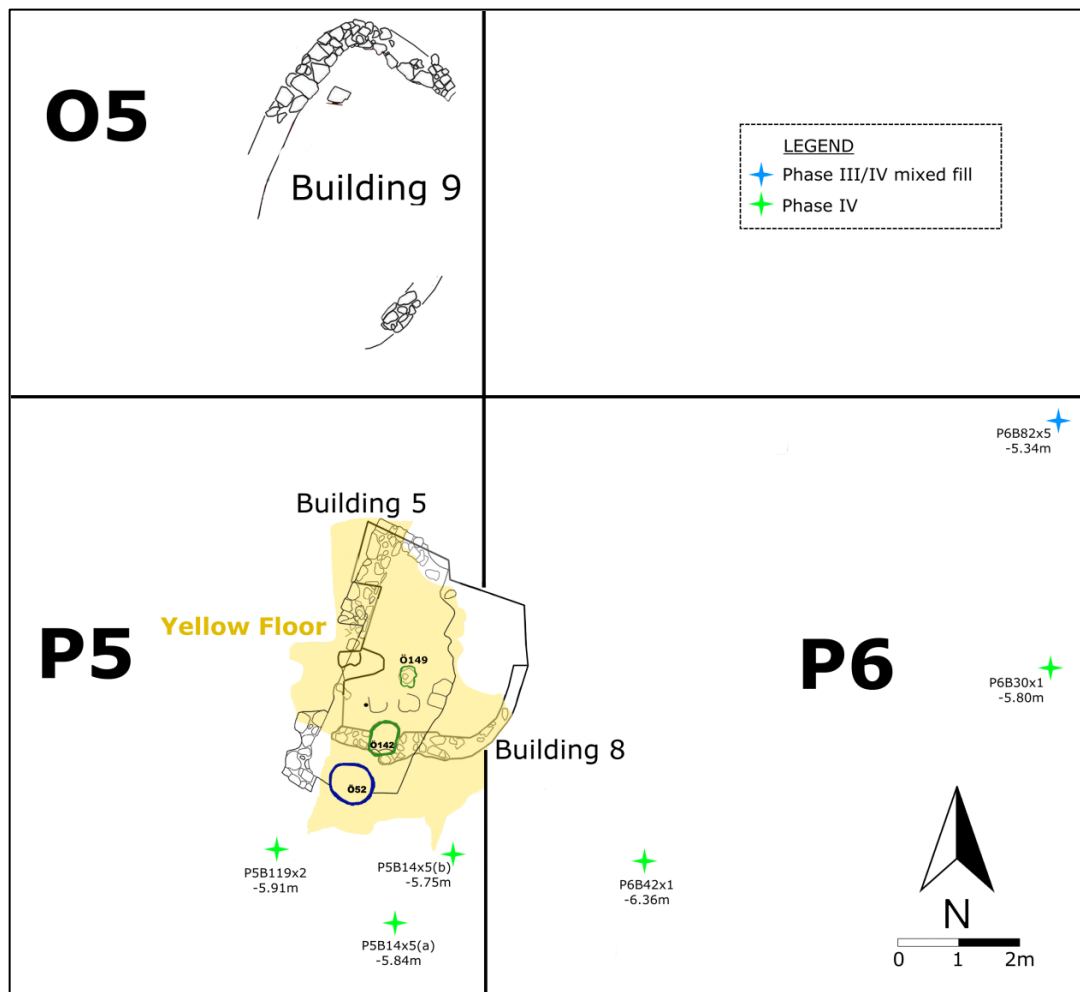 O5
Building 9
LEGEND
Phase III/IV mixed fill
Phase IV
P6B82x5
-5.34m
Building 5
Yellow Floor
P5
Ö149
P6
P6B30x1
-5.80m
Ö142
Building 8
Ö52
P5B119x2
-5.91m
P5B14x5(b)
-5.75m
P6B42x1
-6.36m
P5B14x5(a)
-5.84m
N
0 1 2m